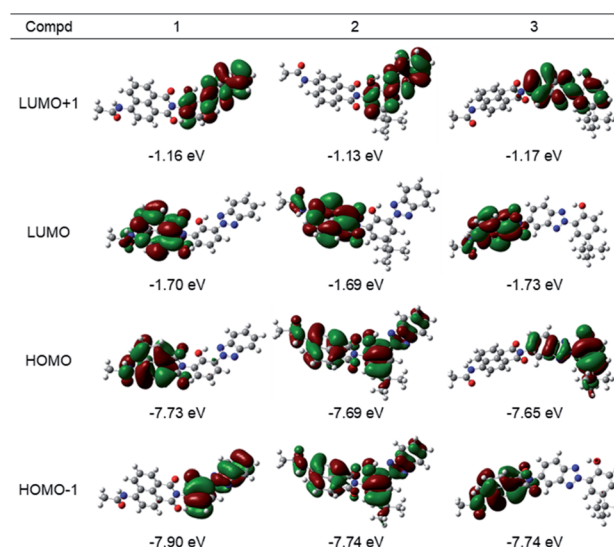 Compd 1 2 3
LUMO+1
-1.16 eV -1.13 eV -1.17 eV
LUMO
-1.70 eV -1.69 eV -1.73 eV
HOMO
-7.73 eV -7.69 eV -7.65 eV
HOMO-1
-7.90 eV -7.74 eV -7.74 eV